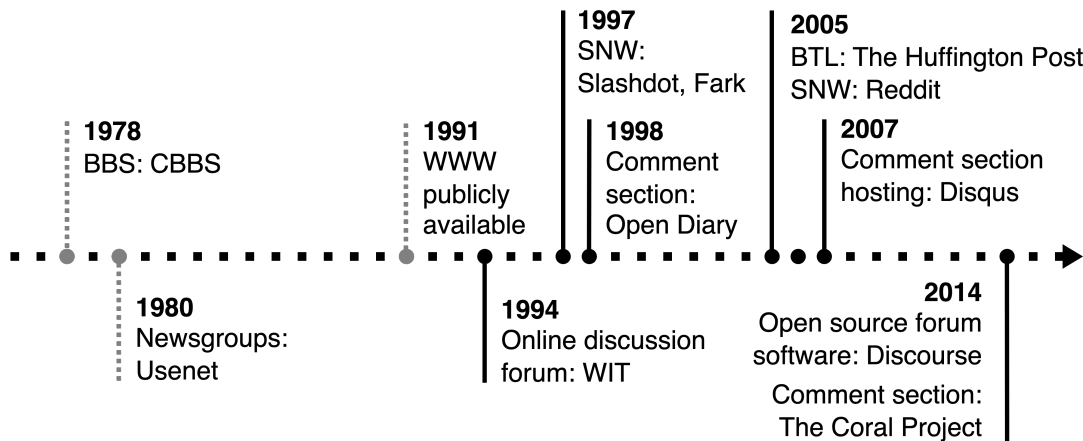 1978
BBS: CBBS
1980
Newsgroups:
Usenet
1991
WWW
publicly
available
1994
Online discussion
forum: WIT
1997
SNW:
Slashdot, Fark
1998
Comment
section:
Open Diary
2005
BTL: The Huffington Post
SNW: Reddit
2007
Comment section
hosting: Disqus
2014
Open source forum
software: Discourse
Comment section:
The Coral Project